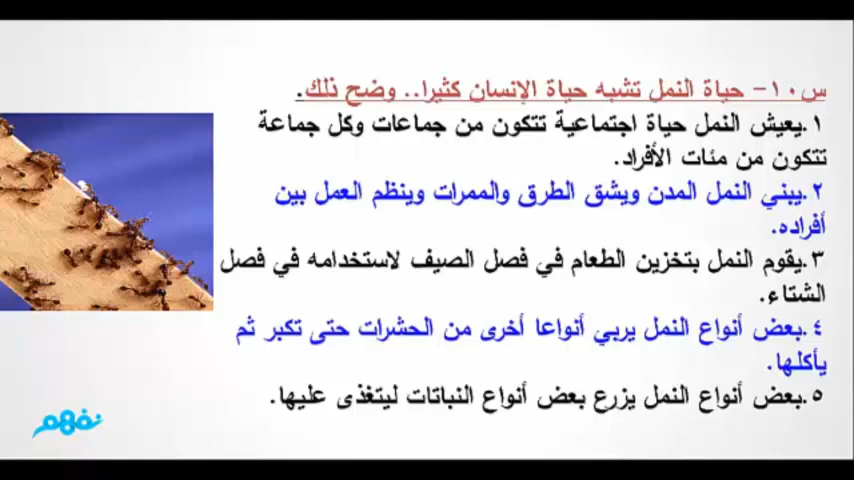 س١٠- حياة النمل تشبه حياة الإنسان كثيرا.. وضح ذلك.
١.يعيش النمل حياة اجتماعية تتكون من جماعات وكل جماعة
تتكون من مئات الأفراد.
٢.يبني النمل المدن ويشق الطرق والممرات وينظم العمل بين
أفراده.
٣.يقوم النمل بتخزين الطعام في فصل الصيف لاستخدامه في فصل
الشتاء.
٤.بعض أنواع النمل يربي أنواعا أخرى من الحشرات حتى تكبر ثم
يأكلها.
٥.بعض أنواع النمل يزرع بعض أنواع النباتات ليتغذى عليها.
نفهم